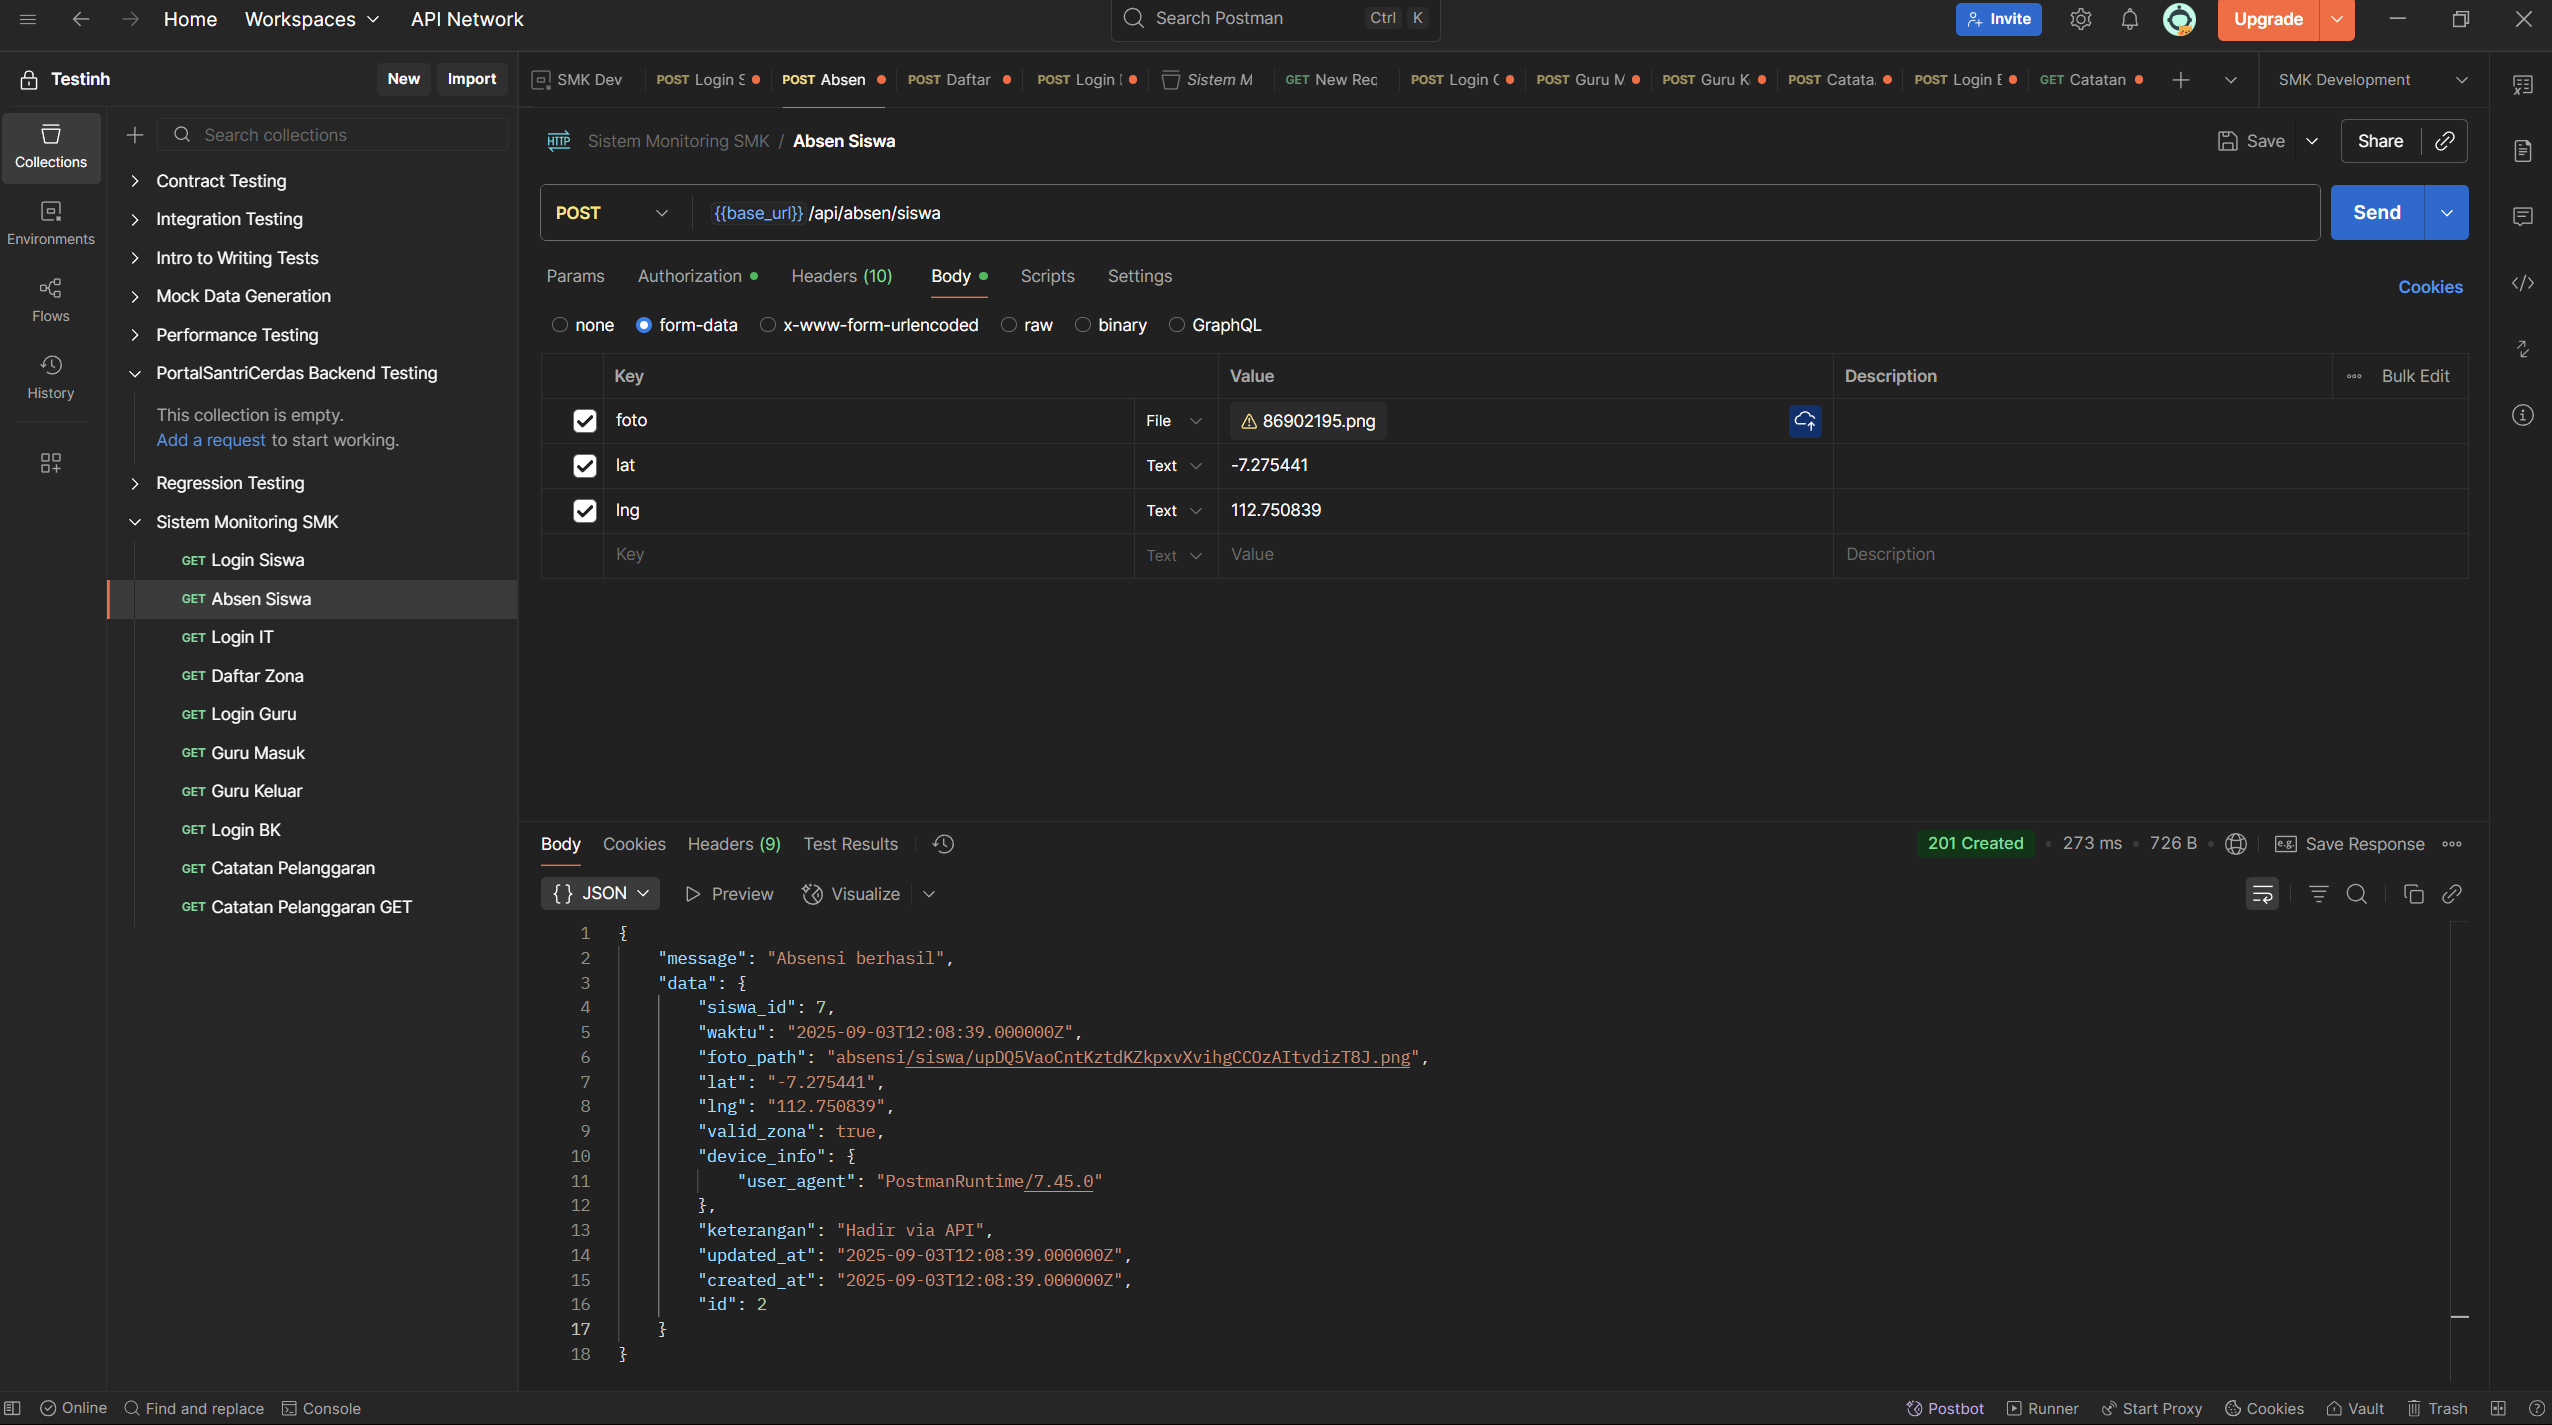 Home Workspaces API Network Search Postman Ctrl K Invite Upgrade
Testinh New Import
SMK Dev POST Login S POST Absen POST Daftar POST Login I Sistem M GET New Rec POST Login G POST Guru M POST Guru K POST Catata POST Login B GET Catatan SMK Development
Collections
Environments
Flows
History
Search collections
Contract Testing
Integration Testing
Intro to Writing Tests
Mock Data Generation
Performance Testing
PortalSantriCerdas Backend Testing
This collection is empty.
Add a request to start working.
Regression Testing
Sistem Monitoring SMK
GET Login Siswa
GET Absen Siswa
GET Login IT
GET Daftar Zona
GET Login Guru
GET Guru Masuk
GET Guru Keluar
GET Login BK
GET Catatan Pelanggaran
GET Catatan Pelanggaran GET
HTTP Sistem Monitoring SMK / Absen Siswa Save Share
POST {{base_url}} /api/absen/siswa Send
Params Authorization Headers (10) Body Scripts Settings Cookies
none form-data x-www-form-urlencoded raw binary GraphQL
Key Value Description Bulk Edit
foto File 86902195.png
lat Text -7.275441
lng Text 112.750839
Key Text Value Description
Body Cookies Headers (9) Test Results 201 Created 273 ms 726 B e.g. Save Response
{} JSON Preview Visualize
1 {
2 "message": "Absensi berhasil",
3 "data": {
4 "siswa_id": 7,
5 "waktu": "2025-09-03T12:08:39.000000Z",
6 "foto_path": "absensi/siswa/upDQ5VaoCntKztdKZkpxvXvihgCCOzAItvdizT8J.png",
7 "lat": "-7.275441",
8 "lng": "112.750839",
9 "valid_zona": true,
10 "device_info": {
11 "user_agent": "PostmanRuntime/7.45.0"
12 },
13 "keterangan": "Hadir via API",
14 "updated_at": "2025-09-03T12:08:39.000000Z",
15 "created_at": "2025-09-03T12:08:39.000000Z",
16 "id": 2
17 }
18 }
Online Find and replace Console Postbot Runner Start Proxy Cookies Vault Trash